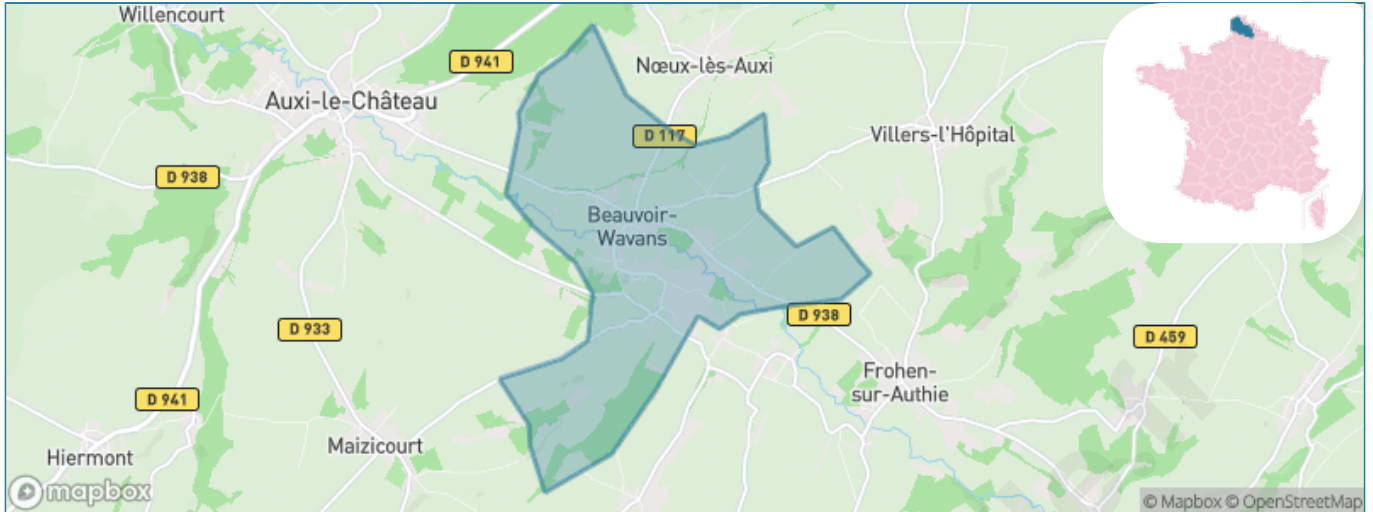 Willencourt
D 941
Nœux-lès-Auxi
Auxi-le-Château
D 117
Villers-l'Hôpital
D 938
Beauvoir-
Wavans
D 933
D 938
D 459
Frohen-
sur-Authie
D 941
Maizicourt
Hiermont
mapbox
© Mapbox © OpenStreetMap